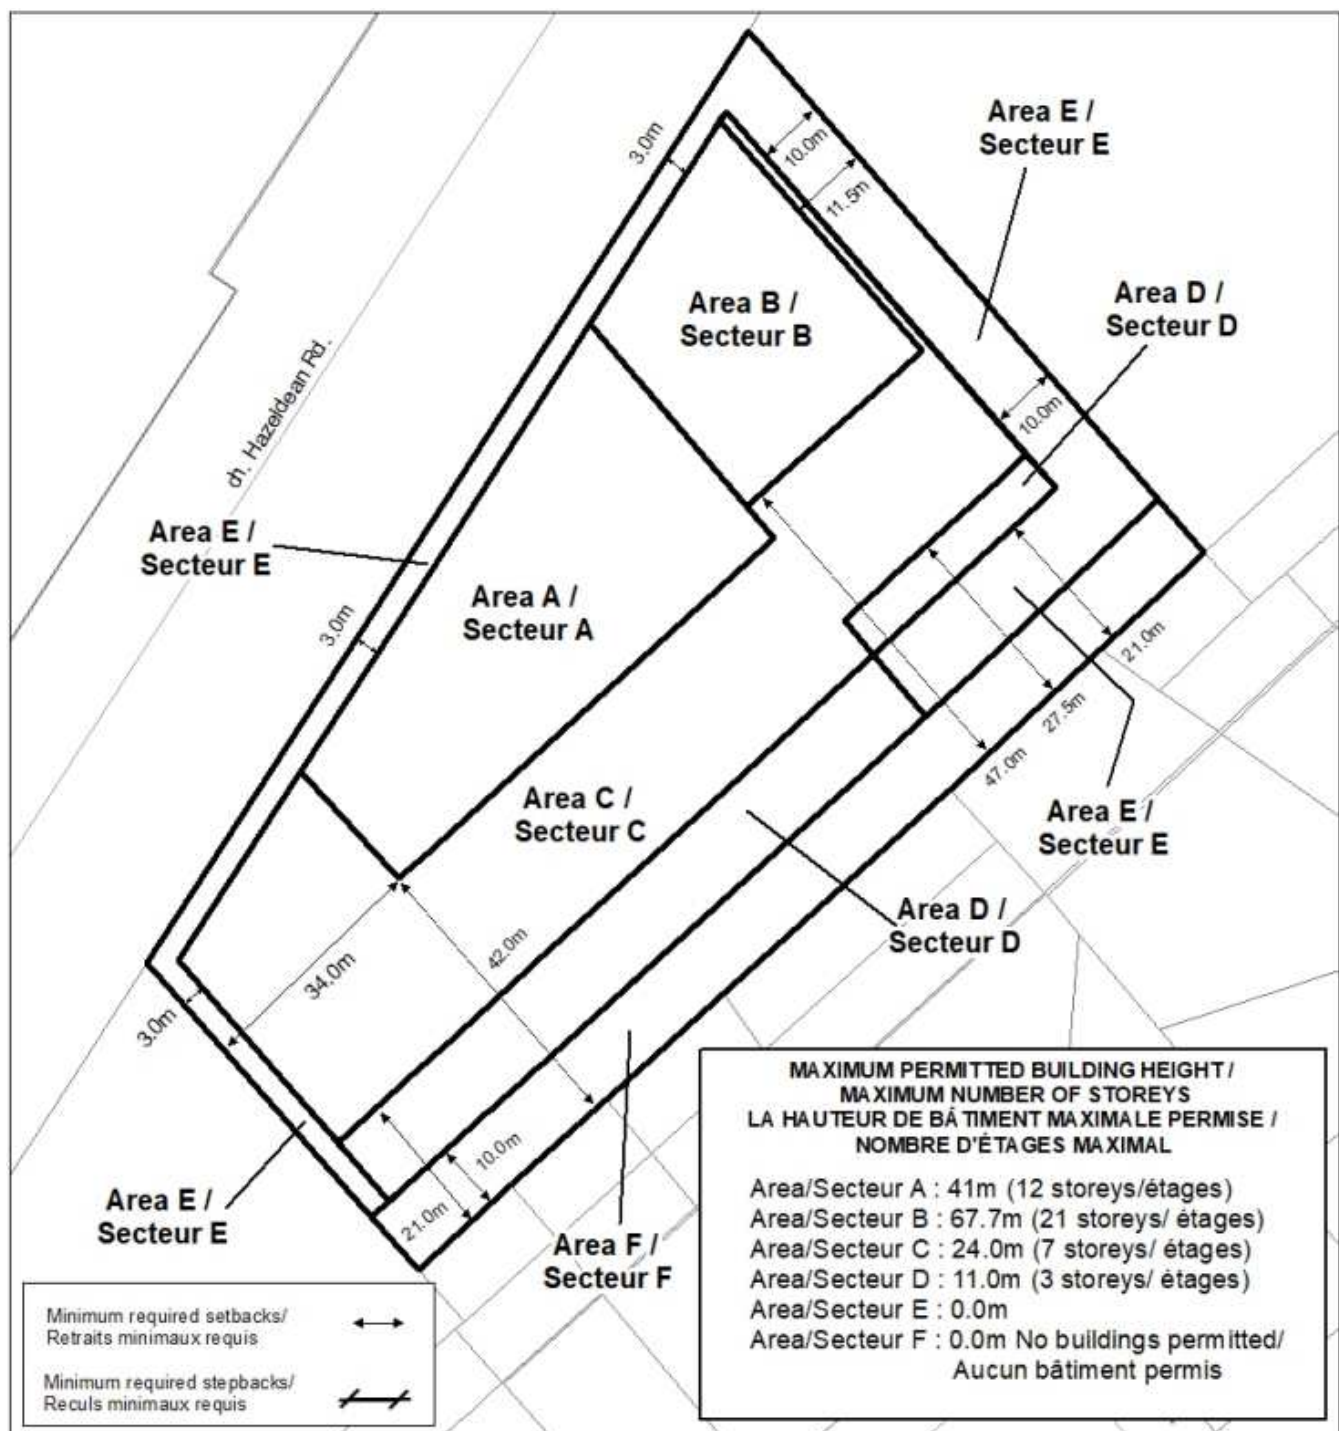 Area E /
Secteur E
3.0m
10.0m
11.5m
Area D /
Secteur D
Area B /
Secteur B
ch. Hazeldean Rd.
10.0m
Area E /
Secteur E
Area A /
Secteur A
3.0m
21.0m
27.5m
47.0m
Area C /
Secteur C
Area E /
Secteur E
Area D /
Secteur D
42.0m
34.0m
3.0m
10.0m
21.0m
Area E /
Secteur E
Area F /
Secteur F
MAXIMUM PERMITTED BUILDING HEIGHT /
MAXIMUM NUMBER OF STOREYS
LA HAUTEUR DE BÂTIMENT MAXIMALE PERMISE /
NOMBRE D'ÉTAGES MAXIMAL
Area/Secteur A : 41m (12 storeys/étages)
Area/Secteur B : 67.7m (21 storeys/ étages)
Area/Secteur C : 24.0m (7 storeys/ étages)
Area/Secteur D : 11.0m (3 storeys/ étages)
Area/Secteur E : 0.0m
Area/Secteur F : 0.0m No buildings permitted/
Aucun bâtiment permis
Minimum required setbacks/
Retraits minimaux requis
Minimum required stepbacks/
Reculs minimaux requis